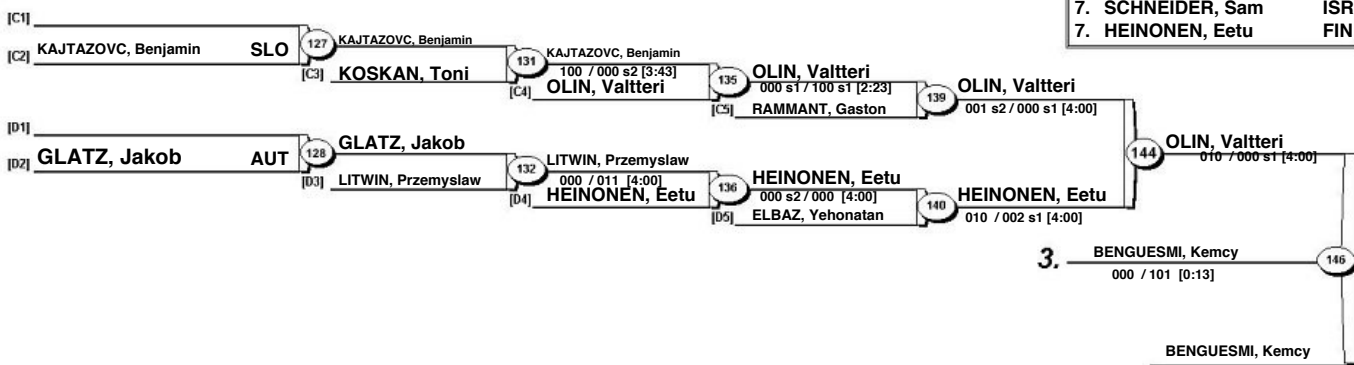 7. SCHNEIDER, Sam ISR
7. HEINONEN, Eetu FIN
[C1]
[C2] KAJTAZOVC, Benjamin SLO
127
KAJTAZOVC, Benjamin
[C3] KOSKAN, Toni
131
KAJTAZOVC, Benjamin
100 / 000 s2 [3:43]
[C4] OLIN, Valtteri
135
OLIN, Valtteri
000 s1 / 100 s1 [2:23]
[C5] RAMMANT, Gaston
139
OLIN, Valtteri
001 s2 / 000 s1 [4:00]
[D1]
[D2] GLATZ, Jakob AUT
128
GLATZ, Jakob
[D3] LITWIN, Przemyslaw
132
LITWIN, Przemyslaw
000 / 011 [4:00]
[D4] HEINONEN, Eetu
136
HEINONEN, Eetu
000 s2 / 000 [4:00]
[D5] ELBAZ, Yehonatan
140
HEINONEN, Eetu
010 / 002 s1 [4:00]
144
OLIN, Valtteri
010 / 000 s1 [4:00]
3. BENGUESMI, Kemcy
000 / 101 [0:13]
146
BENGUESMI, Kemcy